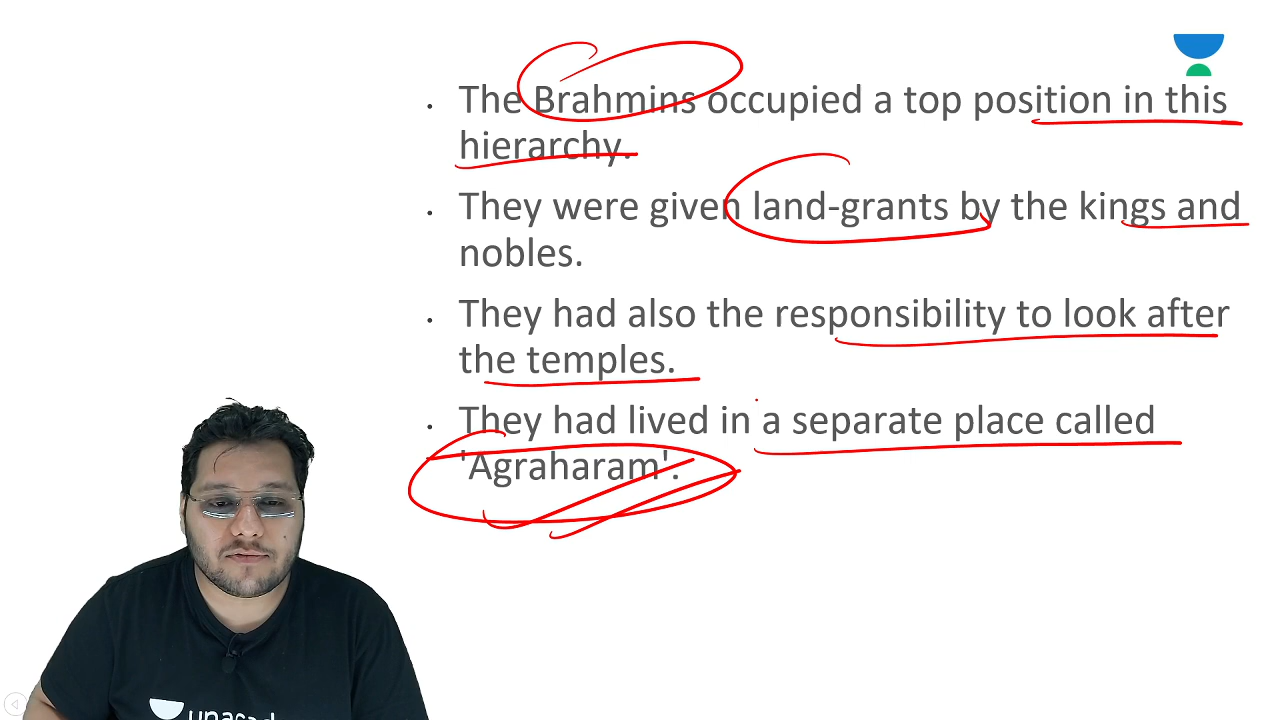 . The Brahmins occupied a top position in this
hierarchy.
. They were given land-grants by the kings and
nobles.
. They had also the responsibility to look after
the temples.
. They had lived in a separate place called
'Agraharam'.